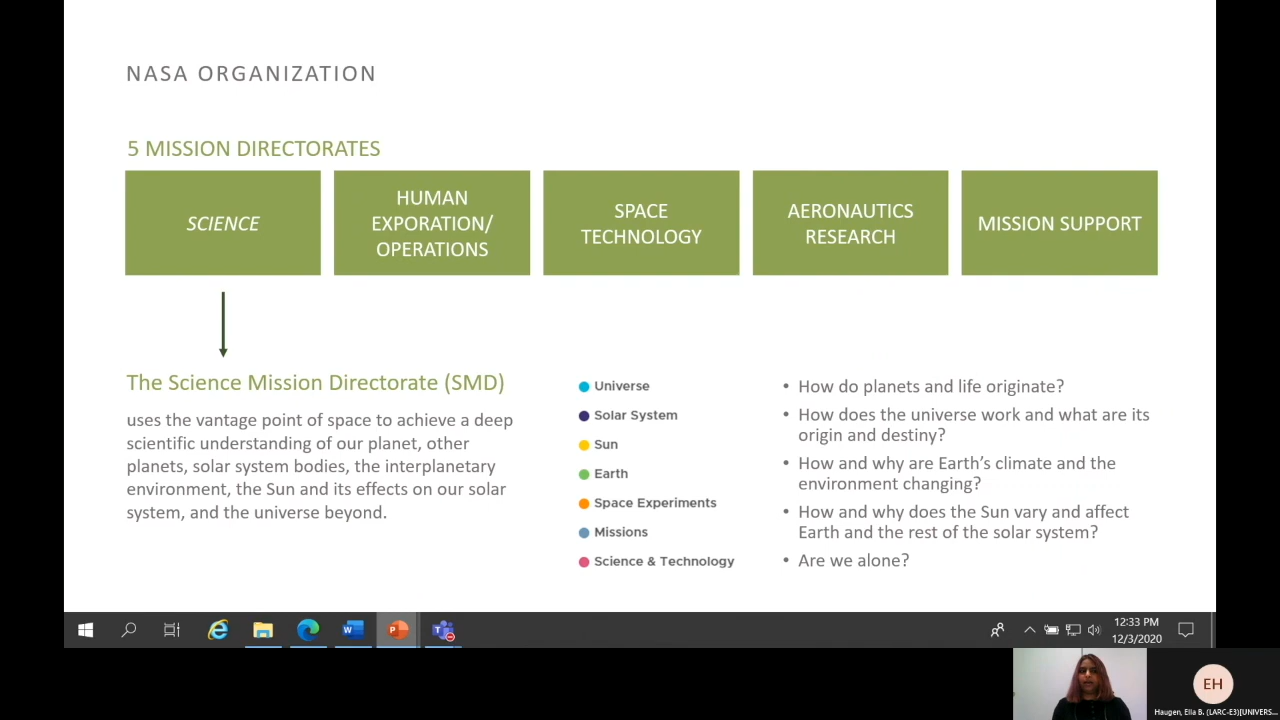 NASA ORGANIZATION
5 MISSION DIRECTORATES
SCIENCE
HUMAN
EXPORATION/
OPERATIONS
SPACE
TECHNOLOGY
AERONAUTICS
RESEARCH
MISSION SUPPORT
The Science Mission Directorate (SMD)
uses the vantage point of space to achieve a deep
scientific understanding of our planet, other
planets, solar system bodies, the interplanetary
environment, the Sun and its effects on our solar
system, and the universe beyond.
Universe
Solar System
Sun
Earth
Space Experiments
Missions
Science & Technology
• How do planets and life originate?
• How does the universe work and what are its
origin and destiny?
• How and why are Earth’s climate and the
environment changing?
• How and why does the Sun vary and affect
Earth and the rest of the solar system?
• Are we alone?
12:33 PM
12/3/2020
EH
Haugen, Ella B. (LARC-E3)[UNIVERS...